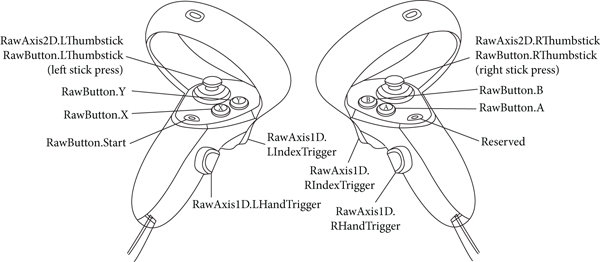 RawAxis2D.LThumbstick
RawButton.LThumbstick
(left stick press)
RawButton.Y
RawButton.X
RawButton.Start
RawAxis1D.
LIndexTrigger
RawAxis1D.LHandTrigger
RawAxis2D.RThumbstick
RawButton.RThumbstick
(right stick press)
RawButton.B
RawButton.A
Reserved
RawAxis1D.
RIndexTrigger
RawAxis1D.
RHandTrigger
B
A